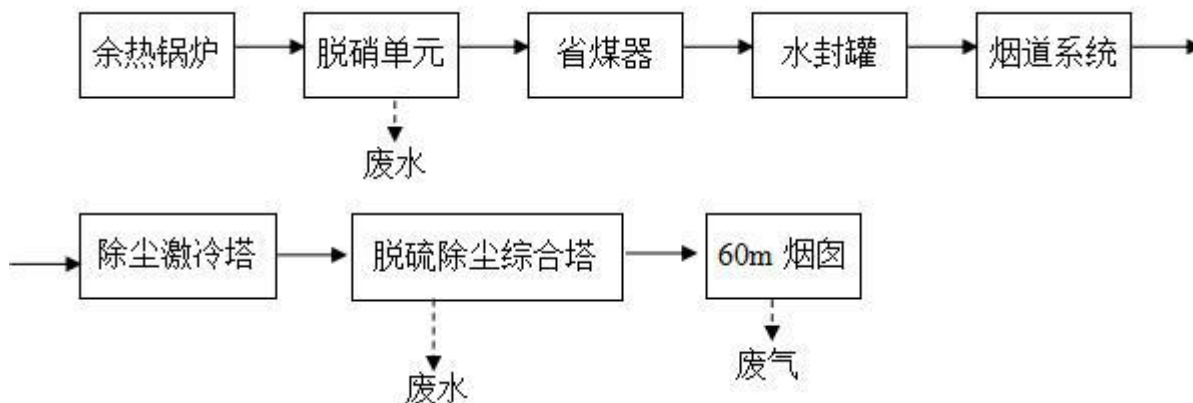 余热锅炉
脱硝单元
省煤器
水封罐
烟道系统
废水
除尘激冷塔
脱硫除尘综合塔
60m 烟囱
废水
废气